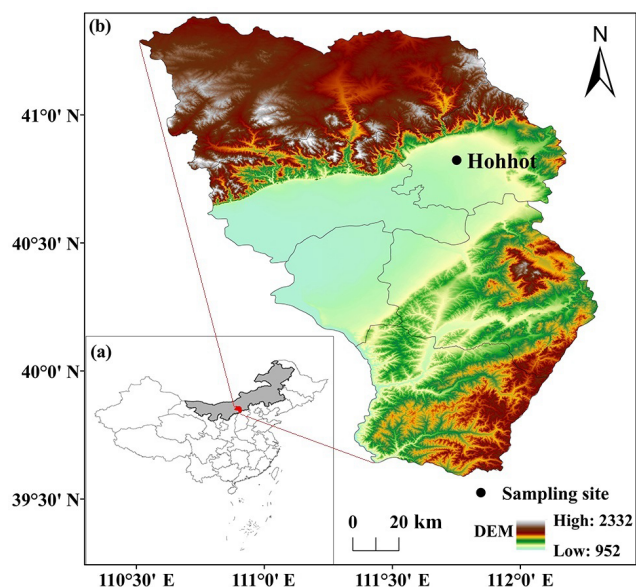 (b)
N
41°0' N
Hohhot
40°30' N
(a)
40°0' N
39°30' N
Sampling site
0 20 km
DEM
High: 2332
Low: 952
110°30' E 111°0' E 111°30' E 112°0' E